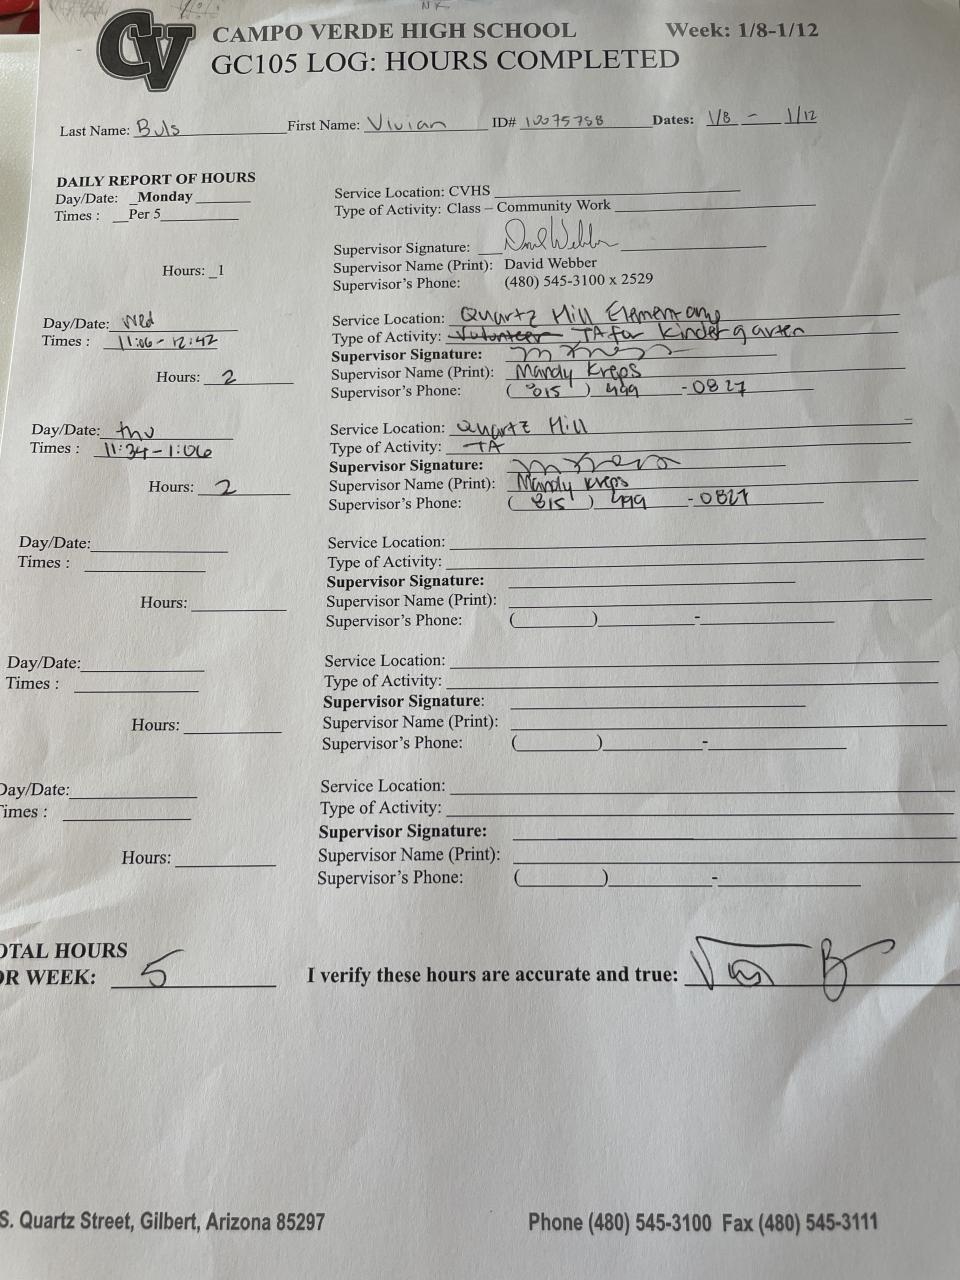 CV CAMPO VERDE HIGH SCHOOL Week: 1/8-1/12
GC105 LOG: HOURS COMPLETED
Last Name: Buls First Name: Vivian ID# 10075758 Dates: 1/8 - 1/12
DAILY REPORT OF HOURS
Day/Date: _Monday
Times : Per 5
Hours: _1
Service Location: CVHS
Type of Activity: Class – Community Work
Supervisor Signature: David Webber
Supervisor Name (Print): David Webber
Supervisor's Phone: (480) 545-3100 x 2529
Day/Date: Wed
Times : 11:06 - 12:42
Hours: 2
Service Location: Quartz Hill Elementary
Type of Activity: Volunteer TA for Kindergarten
Supervisor Signature:
Supervisor Name (Print): Mandy Kreps
Supervisor's Phone: (815) 499-0827
Day/Date: thu
Times : 11:34 - 1:06
Hours: 2
Service Location: Quartz Hill
Type of Activity: TA
Supervisor Signature:
Supervisor Name (Print): Mandy Kreps
Supervisor's Phone: (815) 499-0827
Day/Date:
Times :
Hours:
Service Location:
Type of Activity:
Supervisor Signature:
Supervisor Name (Print):
Supervisor's Phone: ( ) -
Day/Date:
Times :
Hours:
Service Location:
Type of Activity:
Supervisor Signature:
Supervisor Name (Print):
Supervisor's Phone: ( ) -
Day/Date:
Times :
Hours:
Service Location:
Type of Activity:
Supervisor Signature:
Supervisor Name (Print):
Supervisor's Phone: ( ) -
OTAL HOURS
OR WEEK: 5 I verify these hours are accurate and true:
S. Quartz Street, Gilbert, Arizona 85297 Phone (480) 545-3100 Fax (480) 545-3111